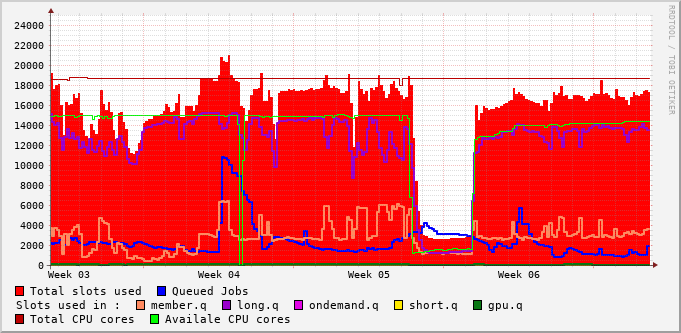 RRDTOOL / TOBI OETIKER
24000
22000
20000
18000
16000
14000
12000
10000
8000
6000
4000
2000
0
Week 03 Week 04 Week 05 Week 06
Total slots used Queued Jobs
Slots used in : member.q long.q ondemand.q short.q gpu.q
Total CPU cores Availale CPU cores